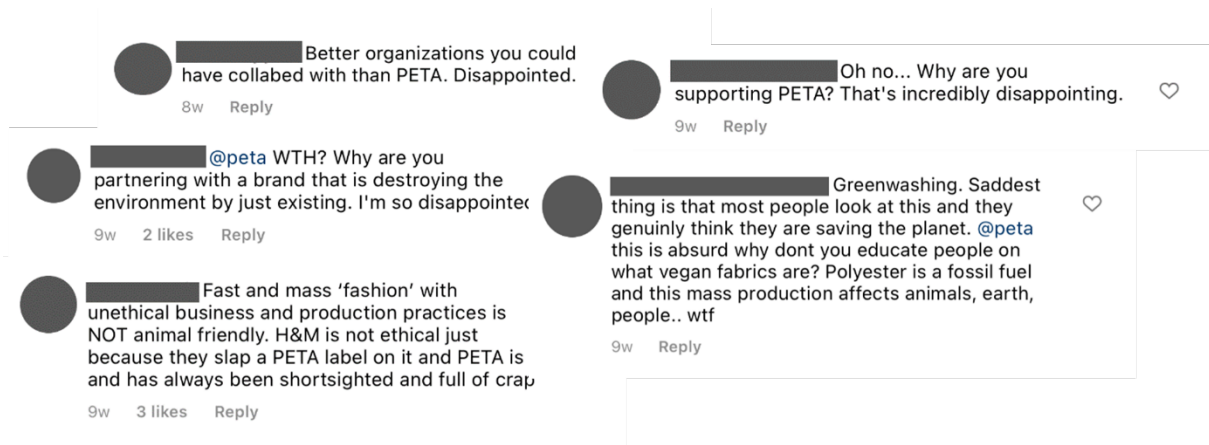 Better organizations you could
have collabed with than PETA. Disappointed.
8w Reply
@peta WTH? Why are you
partnering with a brand that is destroying the
environment by just existing. I'm so disappointed
9w 2 likes Reply
Fast and mass ‘fashion’ with
unethical business and production practices is
NOT animal friendly. H&M is not ethical just
because they slap a PETA label on it and PETA is
and has always been shortsighted and full of crap
9w 3 likes Reply
Oh no... Why are you
supporting PETA? That's incredibly disappointing.
9w Reply
Greenwashing. Saddest
thing is that most people look at this and they
genuinly think they are saving the planet. @peta
this is absurd why dont you educate people on
what vegan fabrics are? Polyester is a fossil fuel
and this mass production affects animals, earth,
people.. wtf
9w Reply